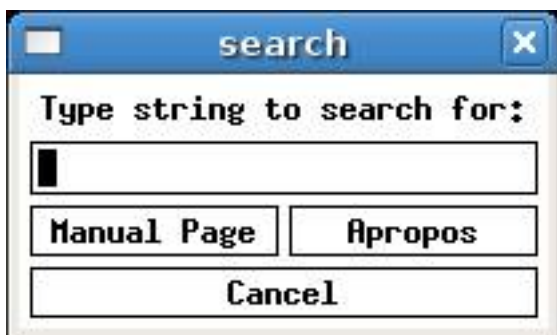 search
Type string to search for:
Manual Page
Apropos
Cancel